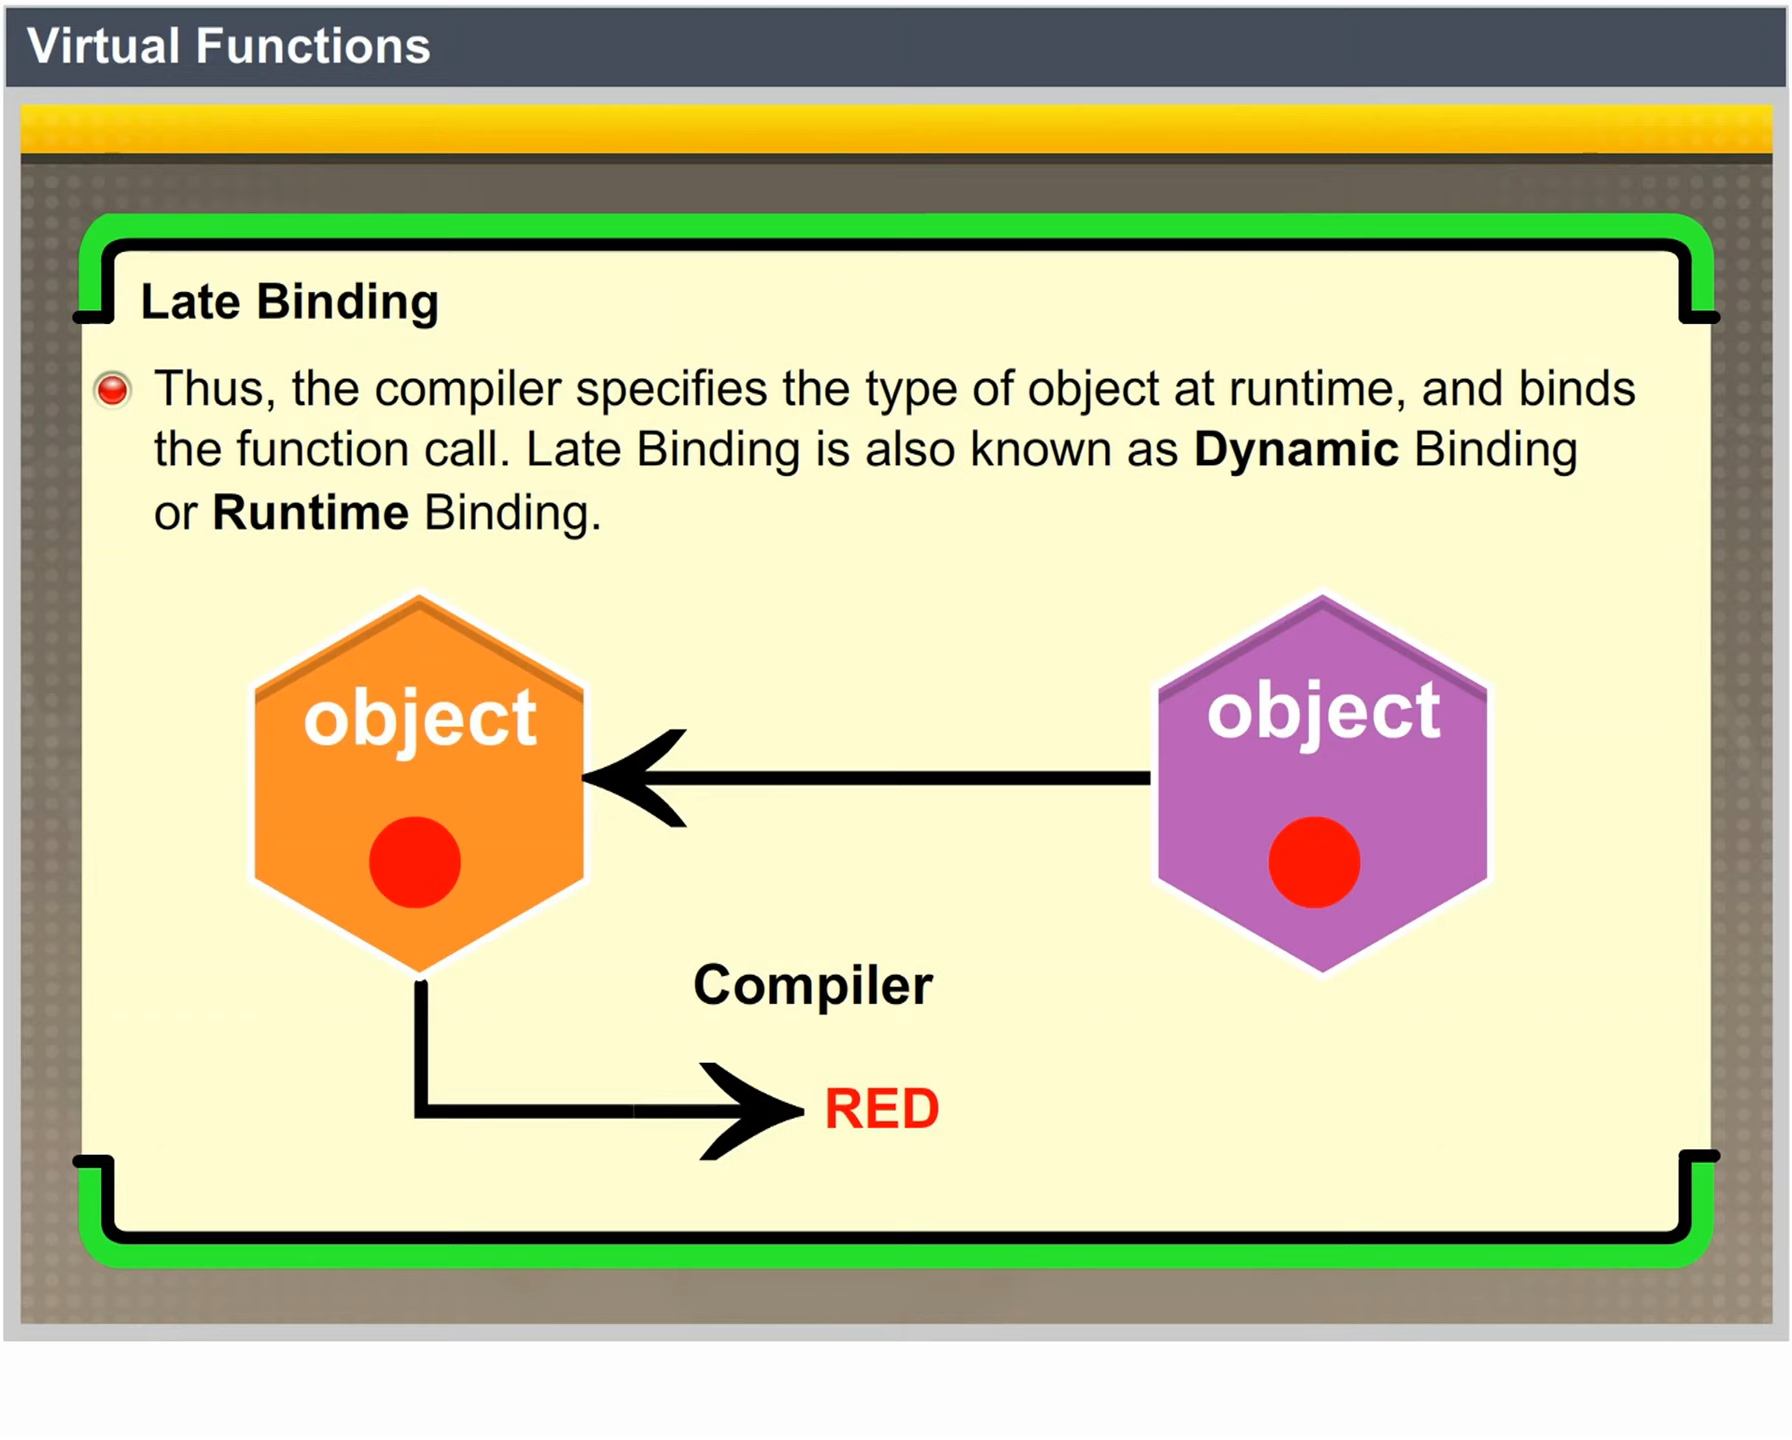 Virtual Functions
Late Binding
Thus, the compiler specifies the type of object at runtime, and binds
the function call. Late Binding is also known as Dynamic Binding
or Runtime Binding.
object
object
Compiler
RED